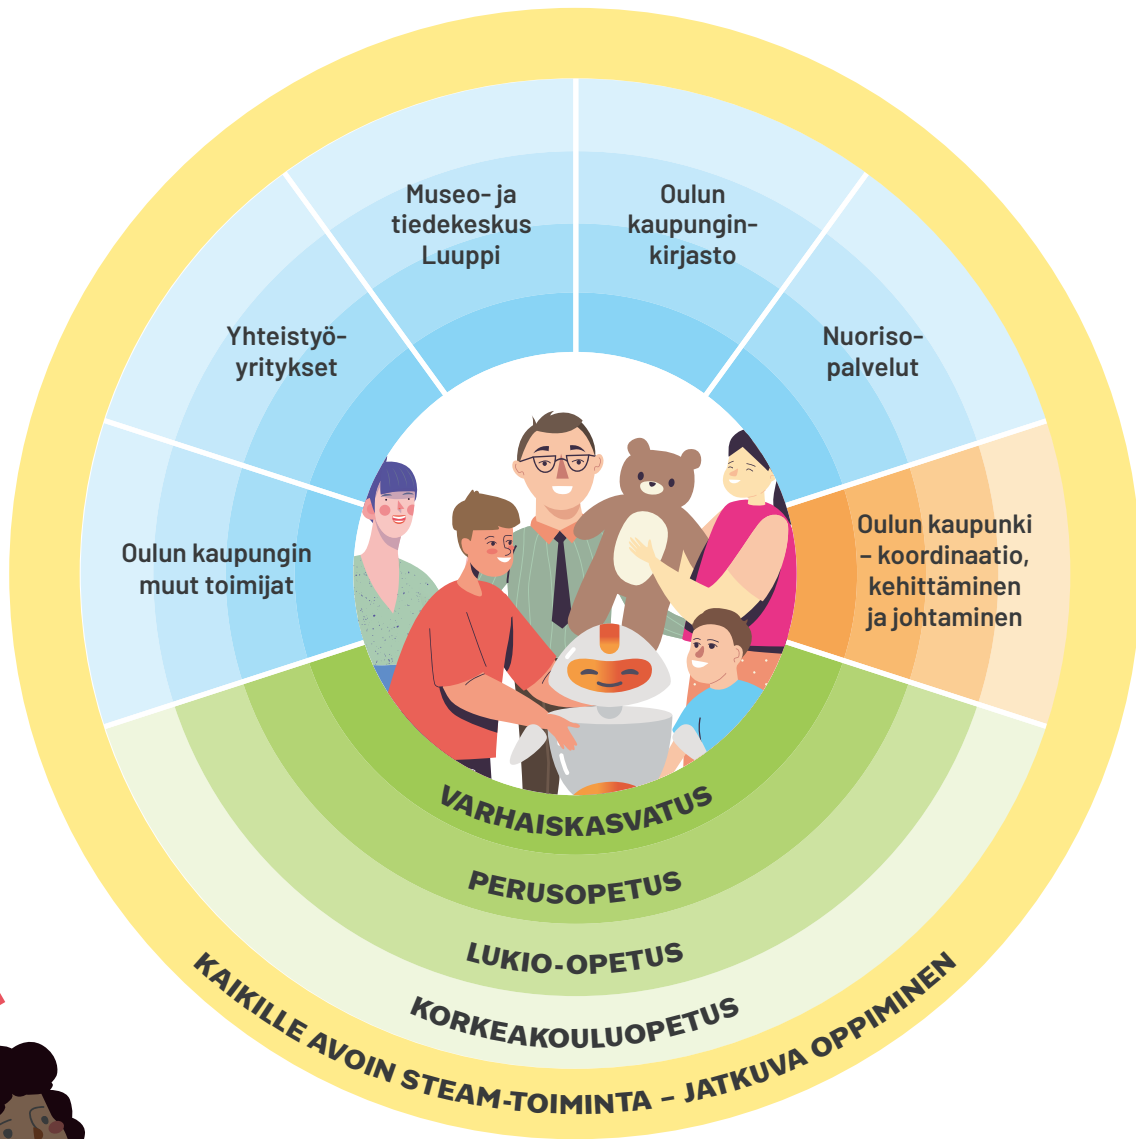 Museo- ja
tiedekeskus
Luuppi
Oulun
kaupungin-
kirjasto
Yhteistyö-
yritykset
Nuoriso-
palvelut
Oulun kaupungin
muut toimijat
Oulun kaupunki
– koordinaatio,
kehittäminen
ja johtaminen
VARHAISKASVATUS
PERUSOPETUS
LUKIO-OPETUS
KORKEAKOULUOPETUS
KAIKILLE AVOIN STEAM-TOIMINTA – JATKUVA OPPIMINEN